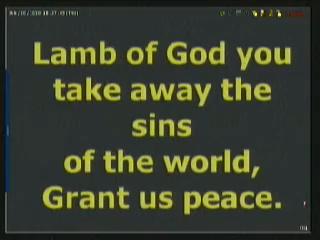 Lamb of God you
take away the
sins
of the world,
Grant us peace.